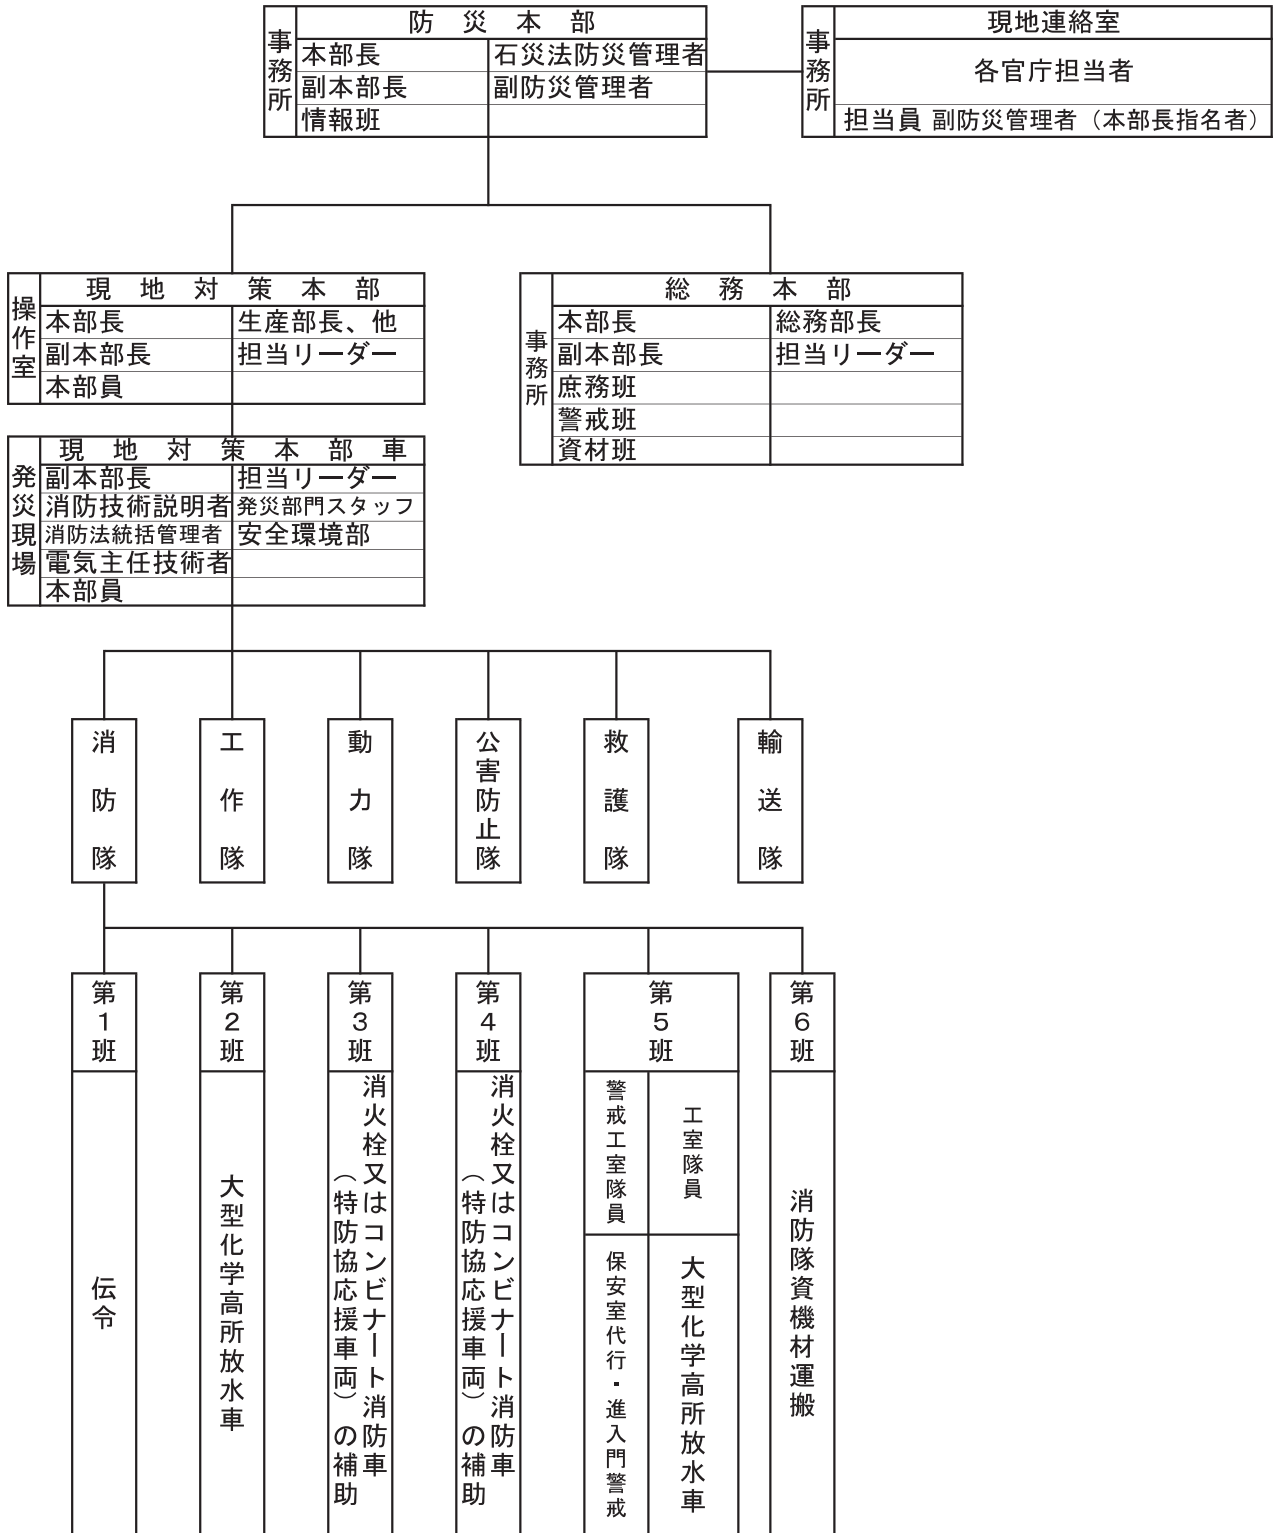 事務所
防災本部
本部長 石災法防災管理者
副本部長 副防災管理者
情報班
事務所
現地連絡室
各官庁担当者
担当員 副防災管理者（本部長指名者）
操作室
現地対策本部
本部長 生産部長、他
副本部長 担当リーダー
本部員
事務所
総務本部
本部長 総務部長
副本部長 担当リーダー
庶務班
警戒班
資材班
発災現場
現地対策本部車
副本部長 担当リーダー
消防技術説明者 発災部門スタッフ
消防法統括管理者 安全環境部
電気主任技術者
本部員
消防隊
工作隊
動力隊
公害防止隊
救護隊
輸送隊
第１班
伝令
第２班
大型化学高所放水車
第３班
消火栓又はコンビナート消防車
（特防協応援車両）の補助
第４班
消火栓又はコンビナート消防車
（特防協応援車両）の補助
第５班
警戒工室隊員
工室隊員
保安室代行・進入門警戒
大型化学高所放水車
第６班
消防隊資機材運搬